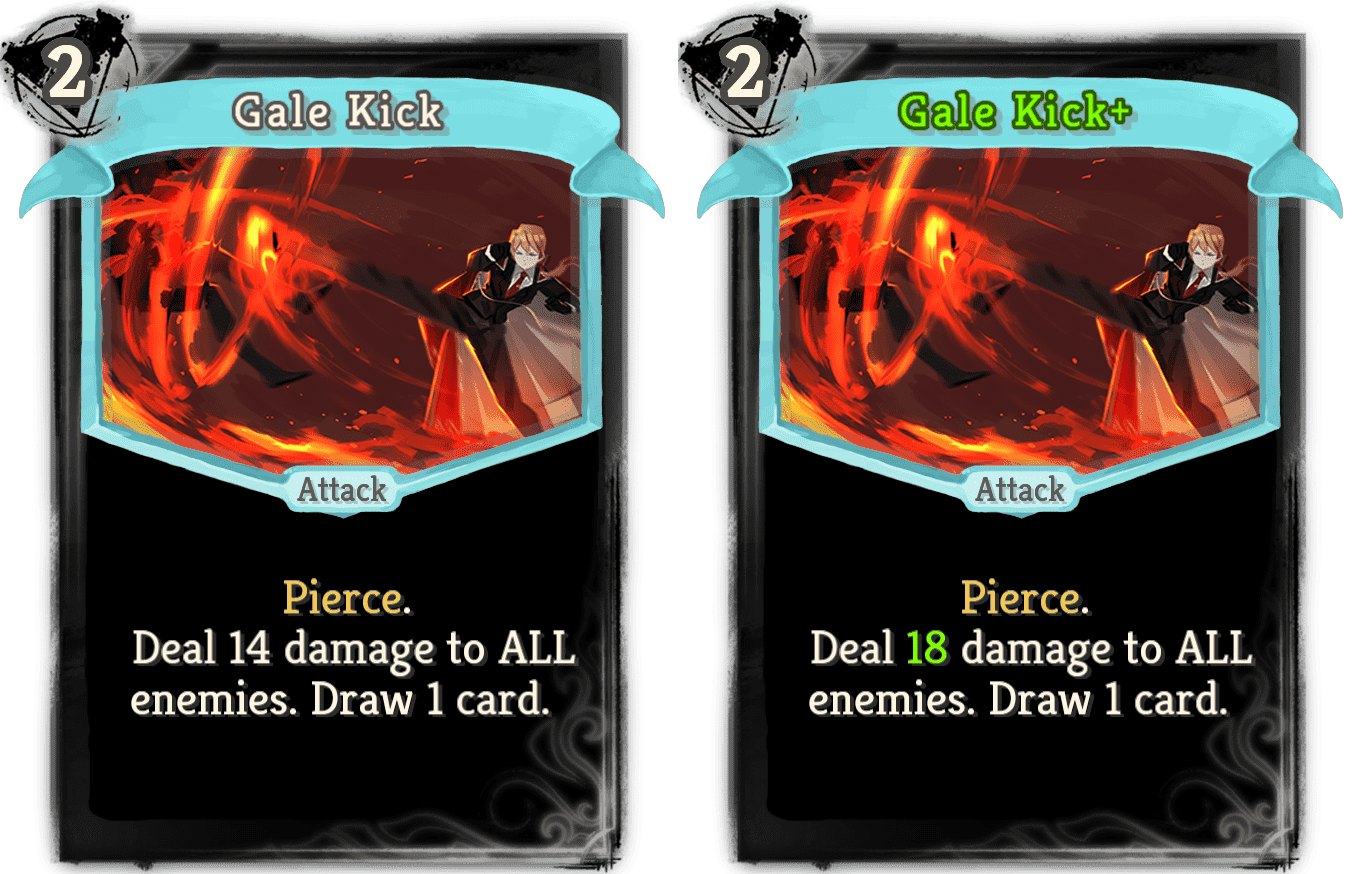 2
Gale Kick
Attack
Pierce.
Deal 14 damage to ALL
enemies. Draw 1 card.
2
Gale Kick+
Attack
Pierce.
Deal 18 damage to ALL
enemies. Draw 1 card.